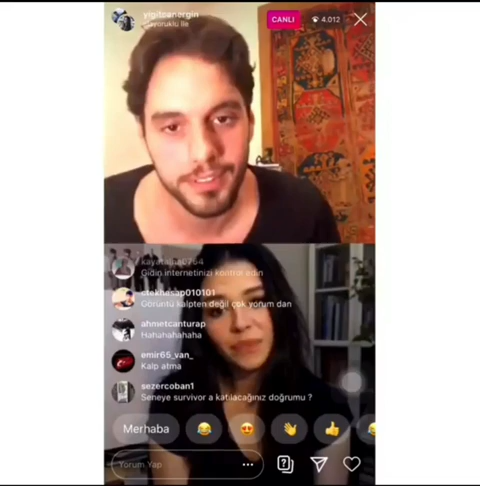 CANLI
4.012
Gidin internetinizi kontrol edin
ctekhasap010101
Görüntü kalpten değil çok yorum dan
ahmetcanturap
Hahahahahaha
emir65_van_
Kalp atma
sezercoban1
Seneye survivor a katılacağınız doğrumu ?
Merhaba
Yorum Yap